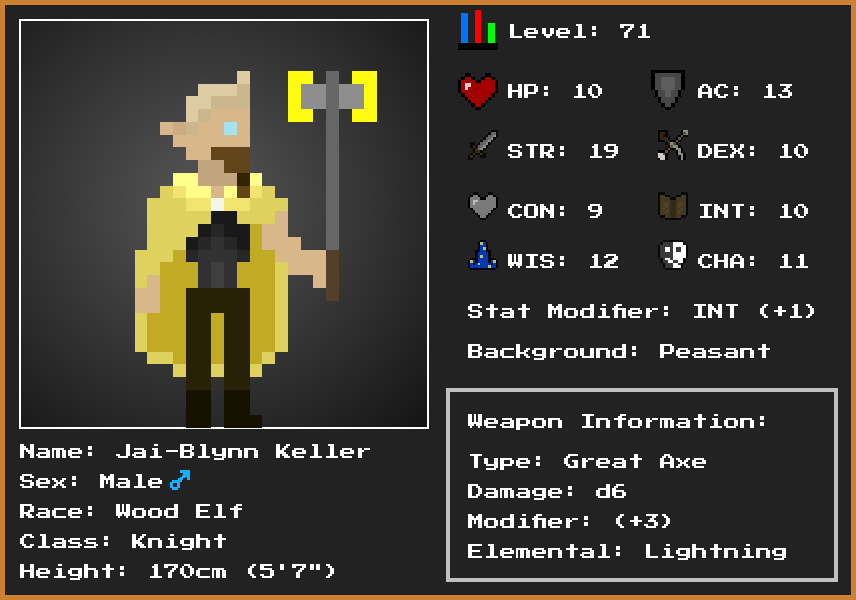 Level: 71
HP: 10 AC: 13
STR: 19 DEX: 10
CON: 9 INT: 10
WIS: 12 CHA: 11
Stat Modifier: INT (+1)
Background: Peasant
Weapon Information:
Type: Great Axe
Damage: d6
Modifier: (+3)
Elemental: Lightning
Name: Jai-Blynn Keller
Sex: Male♂
Race: Wood Elf
Class: Knight
Height: 170cm (5'7")